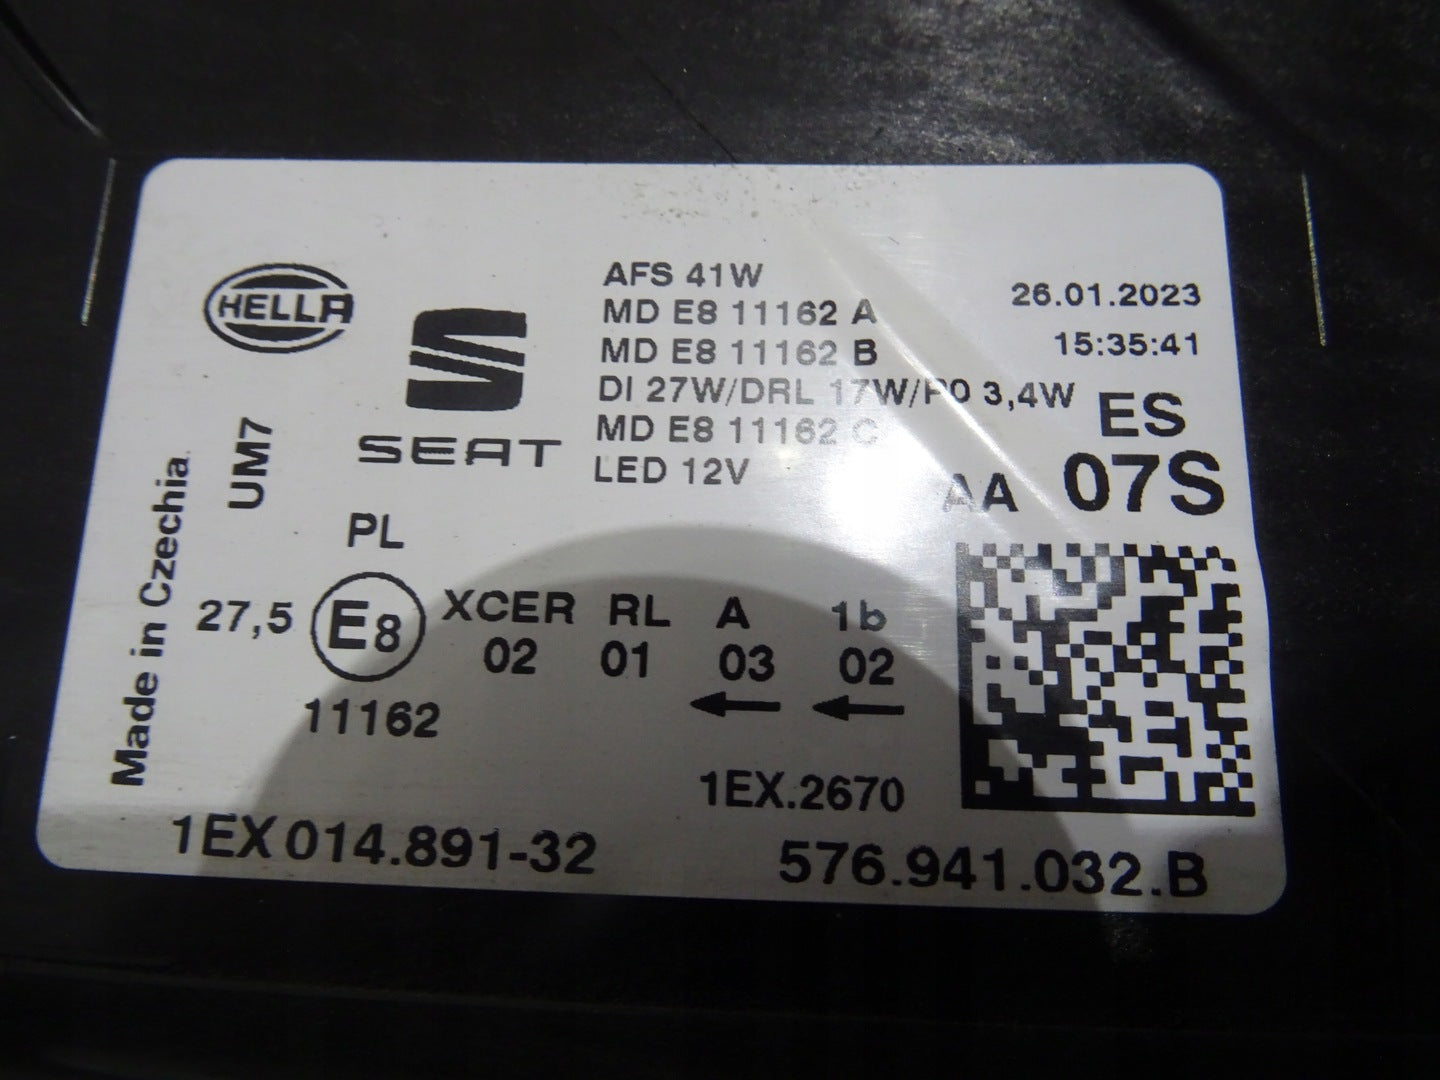 HELLA
SEAT
AFS 41W
MD E8 11162 A
MD E8 11162 B
DI 27W/DRL 17W/PO 3,4W
MD E8 11162 C
LED 12V
26.01.2023
15:35:41
ES
AA 07S
UM7
Made in Czechia
PL
27,5 E8 XCER RL A 1b
02 01 03 02
11162
1EX.2670
1EX 014.891-32
576.941.032.B